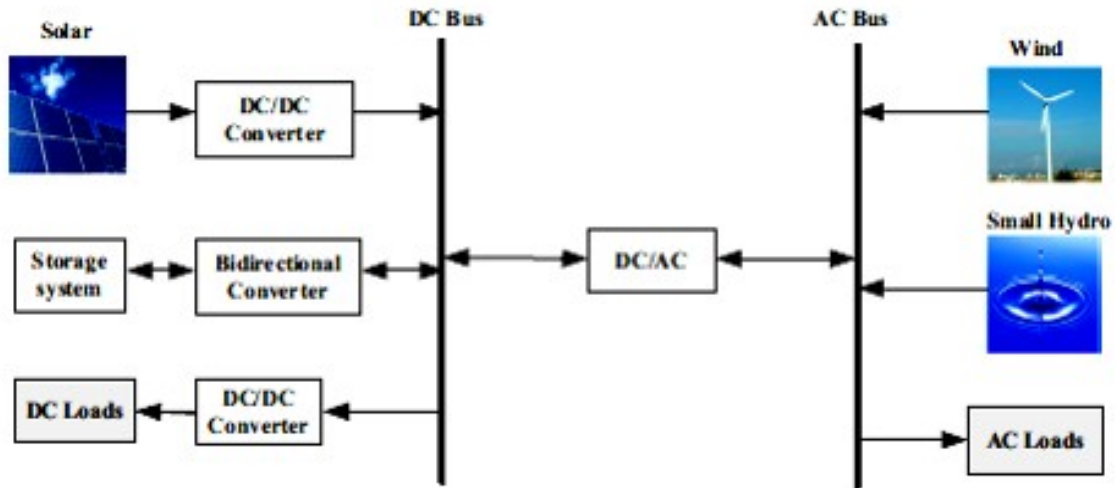 DC Bus
AC Bus
Solar
Wind
DC/DC
Converter
Small Hydro
Storage
system
Bidirectional
Converter
DC/AC
DC Loads
DC/DC
Converter
AC Loads